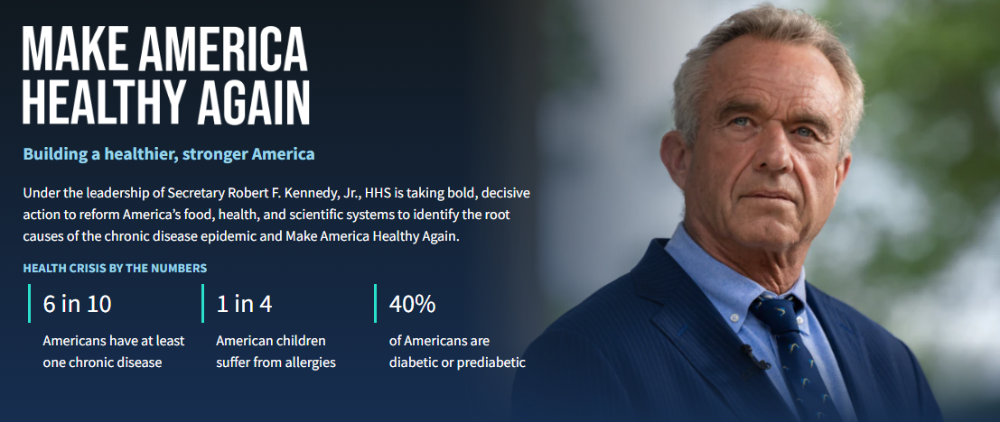 MAKE AMERICA
HEALTHY AGAIN
Building a healthier, stronger America
Under the leadership of Secretary Robert F. Kennedy, Jr., HHS is taking bold, decisive
action to reform America’s food, health, and scientific systems to identify the root
causes of the chronic disease epidemic and Make America Healthy Again.
HEALTH CRISIS BY THE NUMBERS
6 in 10
Americans have at least
one chronic disease
1 in 4
American children
suffer from allergies
40%
of Americans are
diabetic or prediabetic